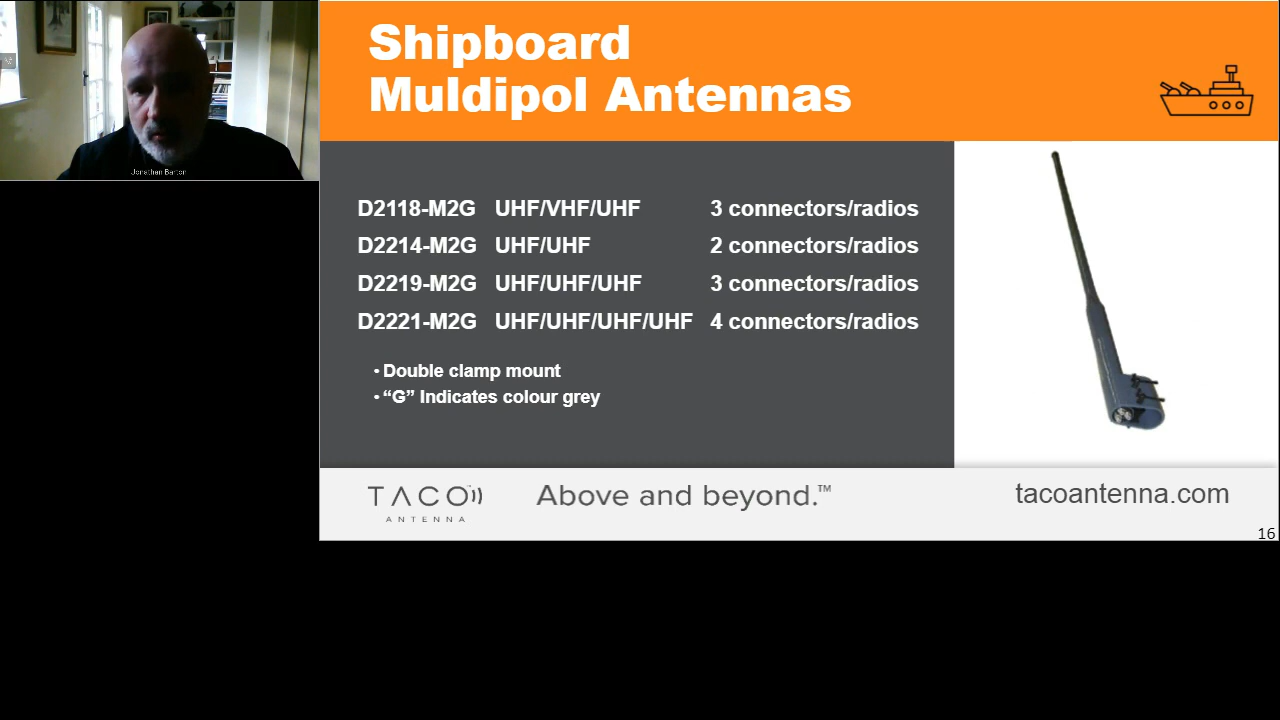 Jonathan Barton
Shipboard
Muldipol Antennas
D2118-M2G UHF/VHF/UHF 3 connectors/radios
D2214-M2G UHF/UHF 2 connectors/radios
D2219-M2G UHF/UHF/UHF 3 connectors/radios
D2221-M2G UHF/UHF/UHF/UHF 4 connectors/radios
• Double clamp mount
• “G” Indicates colour grey
TACO
ANTENNA
Above and beyond.™
tacoantenna.com
16